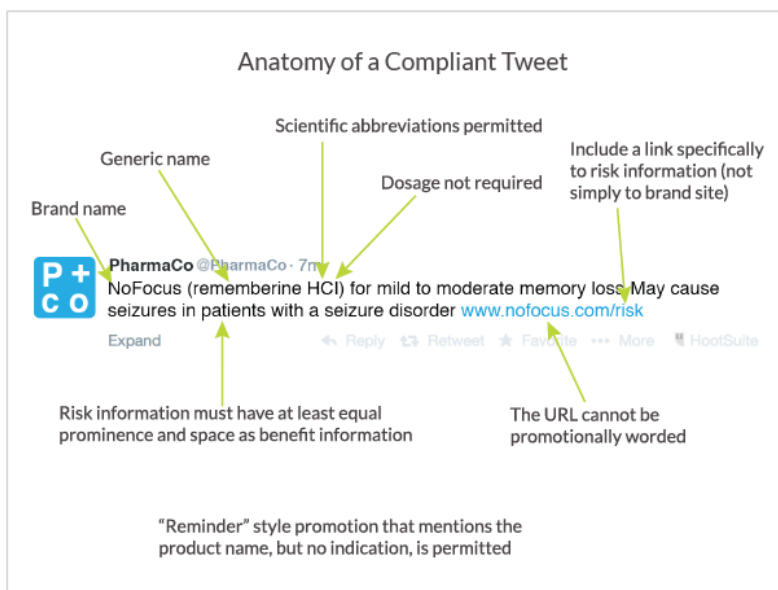 Anatomy of a Compliant Tweet
Scientific abbreviations permitted
Generic name
Include a link specifically
to risk information (not
simply to brand site)
Dosage not required
Brand name
P+
co
PharmaCo @PharmaCo · 7m
NoFocus (rememberine HCl) for mild to moderate memory loss May cause
seizures in patients with a seizure disorder www.nofocus.com/risk
Expand Reply Retweet Favorite More HootSuite
Risk information must have at least equal
prominence and space as benefit information
The URL cannot be
promotionally worded
“Reminder” style promotion that mentions the
product name, but no indication, is permitted